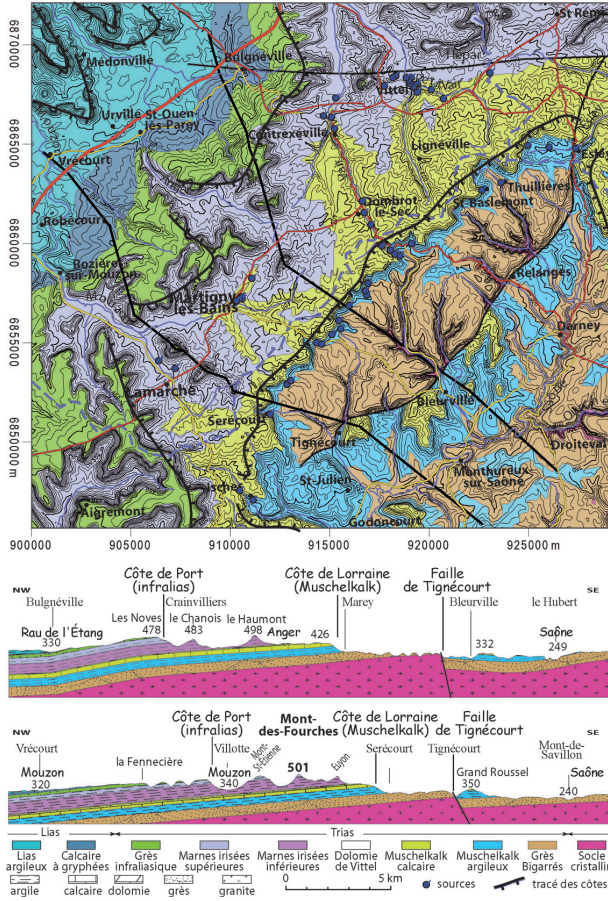 6870000
6865000
6860000
6855000
6850000 m
St Rém
Médonville
Bulgnéville
Vittel
Vair
Urville St-Ouen
lès-Parey
Contrexéville
Lignéville
Vrécourt
Estr
Thuillières
Dombrot
le-Sec
St Baslemont
Robécourt
Rozière
sur-Mouzon
Relanges
Martigny
les-Bains
Darney
Lamarche
Bleurville
Serécourt
Tignécourt
Droiteval
Monthureux
sur-Saône
St-Julien
Ische
Aigremont
Godoncourt
900000 905000 910000 915000 920000 925000 m
NW SE
Côte de Port
(infralias)
Côte de Lorraine
(Muschelkalk)
Faille
de Tignécourt
Bulgnéville Crainvilliers Marey Bleurville le Hubert
Les Noves le Chanois le Haumont
Rau de l'Étang 478 483 498 Anger 426 332 Saône
330 249
NW SE
Côte de Port
(infralias)
Mont-
des-Fourches
Côte de Lorraine
(Muschelkalk)
Faille
de Tignécourt
Vrécourt la Fennecière Villotte Mont-
St-Etienne Serécourt Tignécourt Mont-de-
Savillon
Mouzon Mouzon 501 Grand Roussel Saône
320 340 350 240
Lias Trias
Lias
argileux
Calcaire
à gryphées
Grès
infraliasique
Marnes irisées
supérieures
Marnes irisées
inférieures
Dolomie
de Vittel
Muschelkalk
calcaire
Muschelkalk
argileux
Grès
Bigarrés
Socle
cristallin
argile calcaire dolomie grès granite 0 5 km sources tracé des côtes